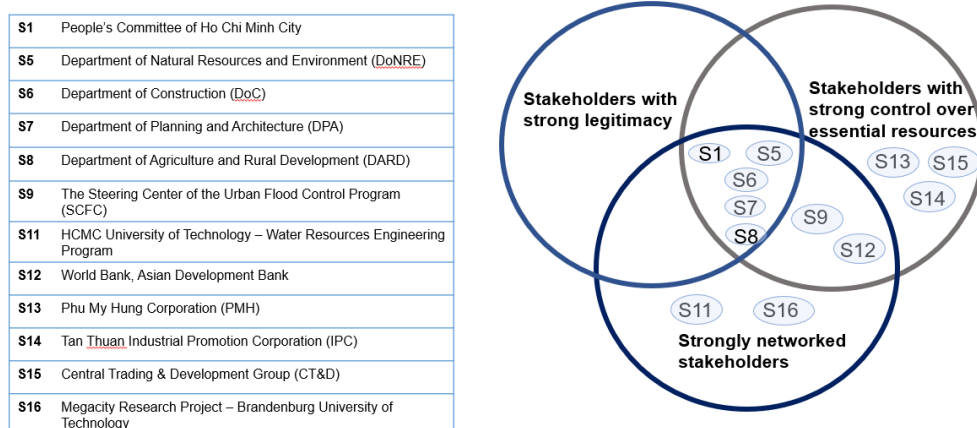 S1 People's Committee of Ho Chi Minh City
S5 Department of Natural Resources and Environment (DoNRE)
S6 Department of Construction (DoC)
S7 Department of Planning and Architecture (DPA)
S8 Department of Agriculture and Rural Development (DARD)
S9 The Steering Center of the Urban Flood Control Program
(SCFC)
S11 HCMC University of Technology – Water Resources Engineering
Program
S12 World Bank, Asian Development Bank
S13 Phu My Hung Corporation (PMH)
S14 Tan Thuan Industrial Promotion Corporation (IPC)
S15 Central Trading & Development Group (CT&D)
S16 Megacity Research Project – Brandenburg University of
Technology
Stakeholders with
strong legitimacy
Stakeholders with
strong control over
essential resources
S1 S5
S13 S15
S6
S14
S7
S9
S8
S12
S11 S16
Strongly networked
stakeholders